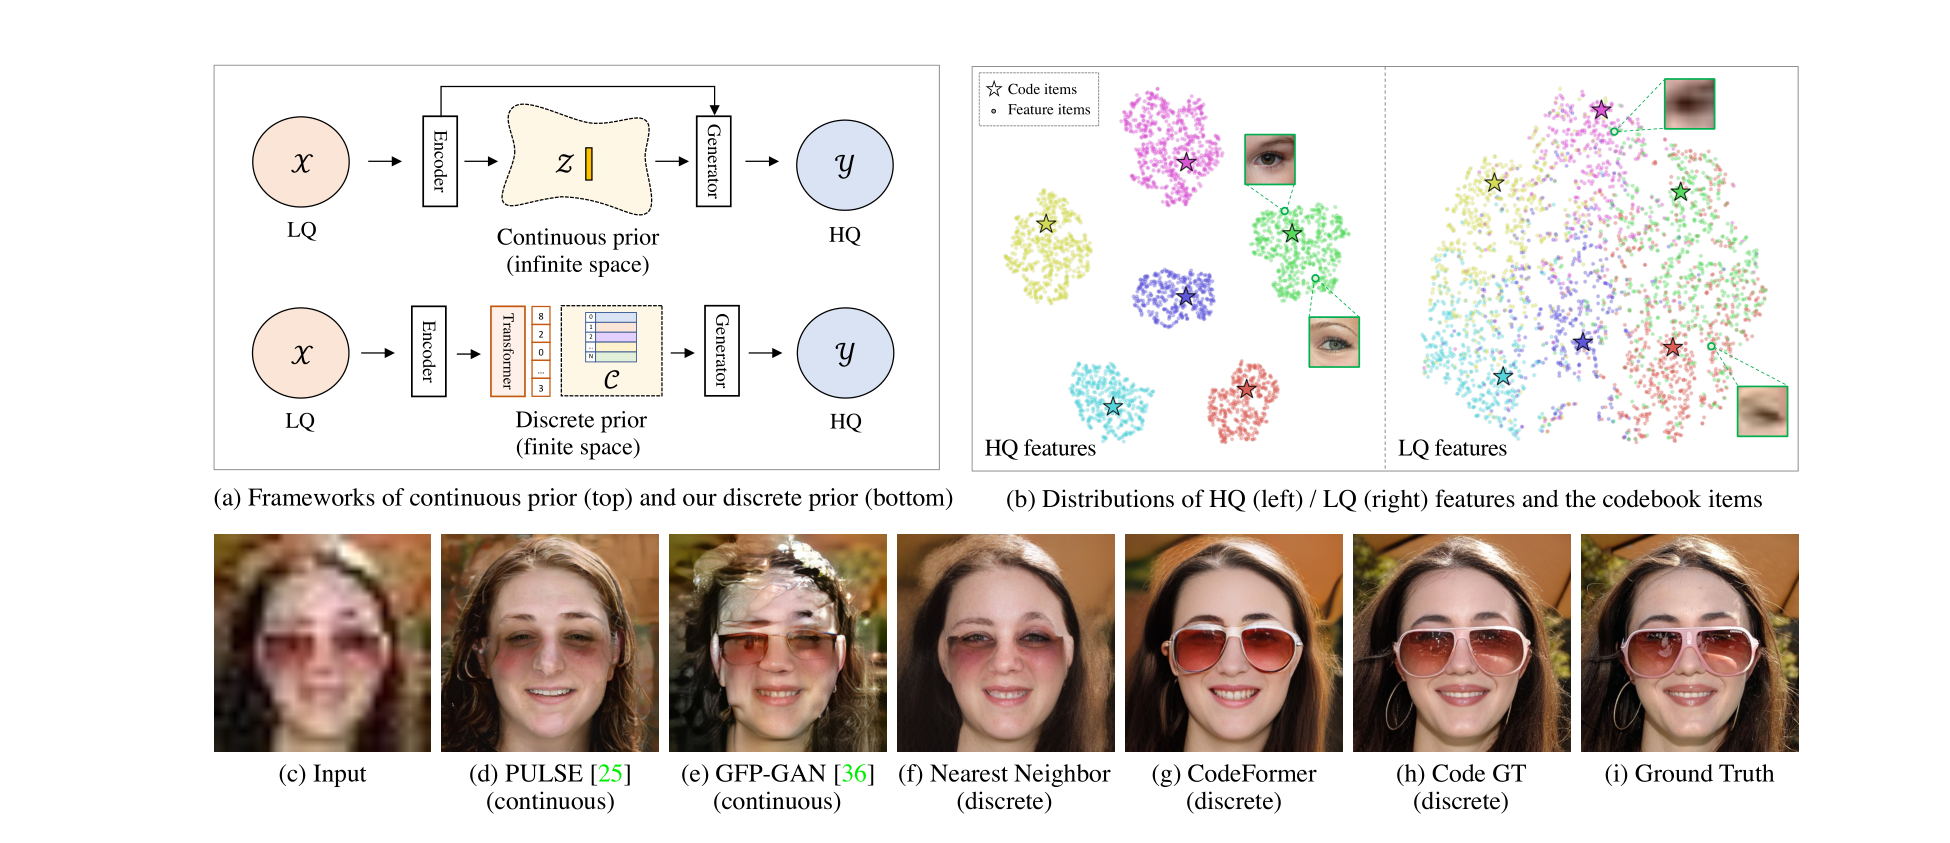 X
LQ
Encoder
Z
Continuous prior
(infinite space)
Generator
Y
HQ
X
LQ
Encoder
Transformer
8
2
0
...
3
0
1
2
...
N
C
Discrete prior
(finite space)
Generator
Y
HQ
(a) Frameworks of continuous prior (top) and our discrete prior (bottom)
Code items
Feature items
HQ features
LQ features
(b) Distributions of HQ (left) / LQ (right) features and the codebook items
(c) Input
(d) PULSE [25]
(continuous)
(e) GFP-GAN [36]
(continuous)
(f) Nearest Neighbor
(discrete)
(g) CodeFormer
(discrete)
(h) Code GT
(discrete)
(i) Ground Truth